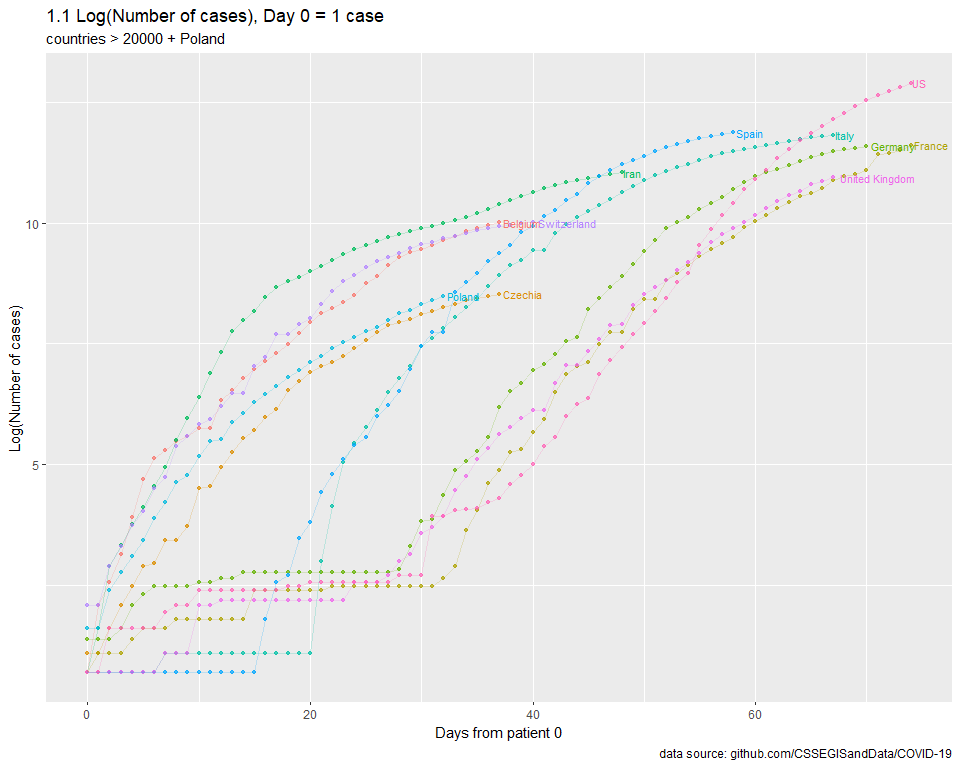 1.1 Log(Number of cases), Day 0 = 1 case
countries > 20000 + Poland
US
Spain
Italy
Germany
France
Iran
United Kingdom
Belgium
Switzerland
Poland
Czechia
10
5
Log(Number of cases)
0
20
40
60
Days from patient 0
data source: github.com/CSSEGISandData/COVID-19